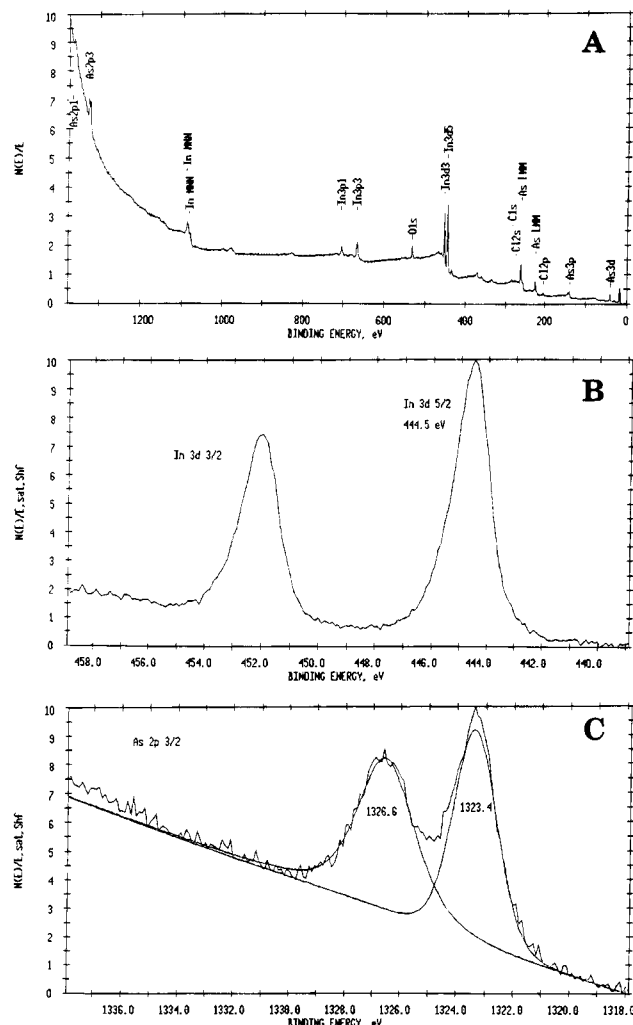 A
N(E)/E
10
9
8
7
6
5
4
3
2
1
0
As2p1
As2p3
In MNN
In MNN
In3p1
In3p3
O1s
In3d3
In3d5
Cl2s
C1s
As LMM
As LMM
Cl2p
As3p
As3d
1200 1000 800 600 400 200 0
BINDING ENERGY, eV
B
N(E)/E,sat,Shf
10
9
8
7
6
5
4
3
2
1
0
In 3d 3/2
In 3d 5/2
444.5 eV
458.0 456.0 454.0 452.0 450.0 448.0 446.0 444.0 442.0 440.0
BINDING ENERGY, eV
C
N(E)/E,sat,Shf
10
9
8
7
6
5
4
3
2
1
0
As 2p 3/2
1326.6
1323.4
1336.0 1334.0 1332.0 1330.0 1328.0 1326.0 1324.0 1322.0 1320.0 1318.0
BINDING ENERGY, eV